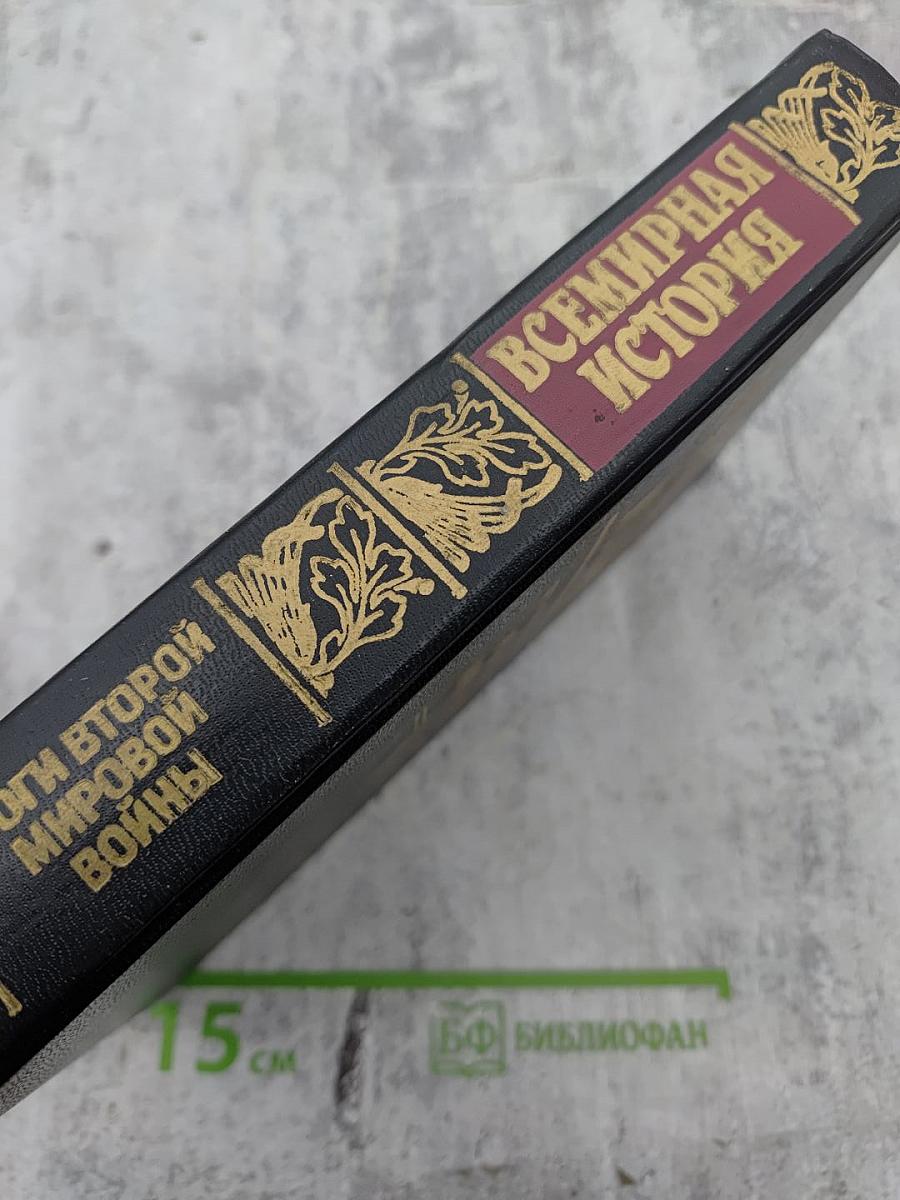 ВСЕМИРНАЯ
ИСТОРИЯ
ОГИ ВТОРОЙ
МИРОВОЙ
ВОЙНЫ
15 см
БФ БИБЛИОФАН